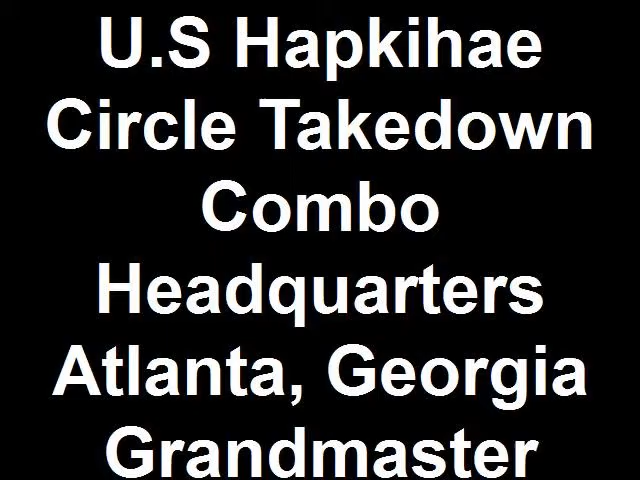 U.S Hapkihae
Circle Takedown
Combo
Headquarters
Atlanta, Georgia
Grandmaster